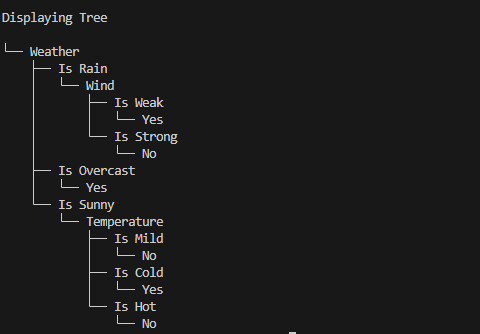 Displaying Tree
Weather
Is Rain
Wind
Is Weak
Yes
Is Strong
No
Is Overcast
Yes
Is Sunny
Temperature
Is Mild
No
Is Cold
Yes
Is Hot
No